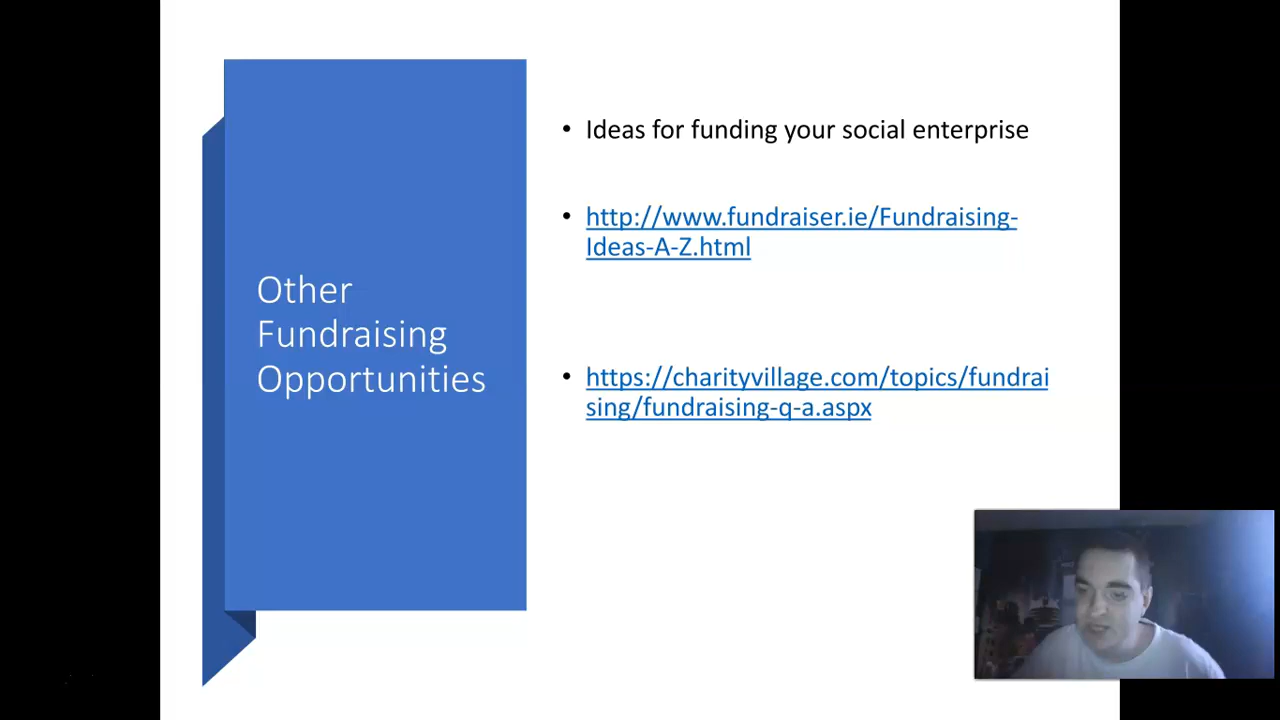 Other
Fundraising
Opportunities
• Ideas for funding your social enterprise
• http://www.fundraiser.ie/Fundraising-
Ideas-A-Z.html
• https://charityvillage.com/topics/fundrai
sing/fundraising-q-a.aspx